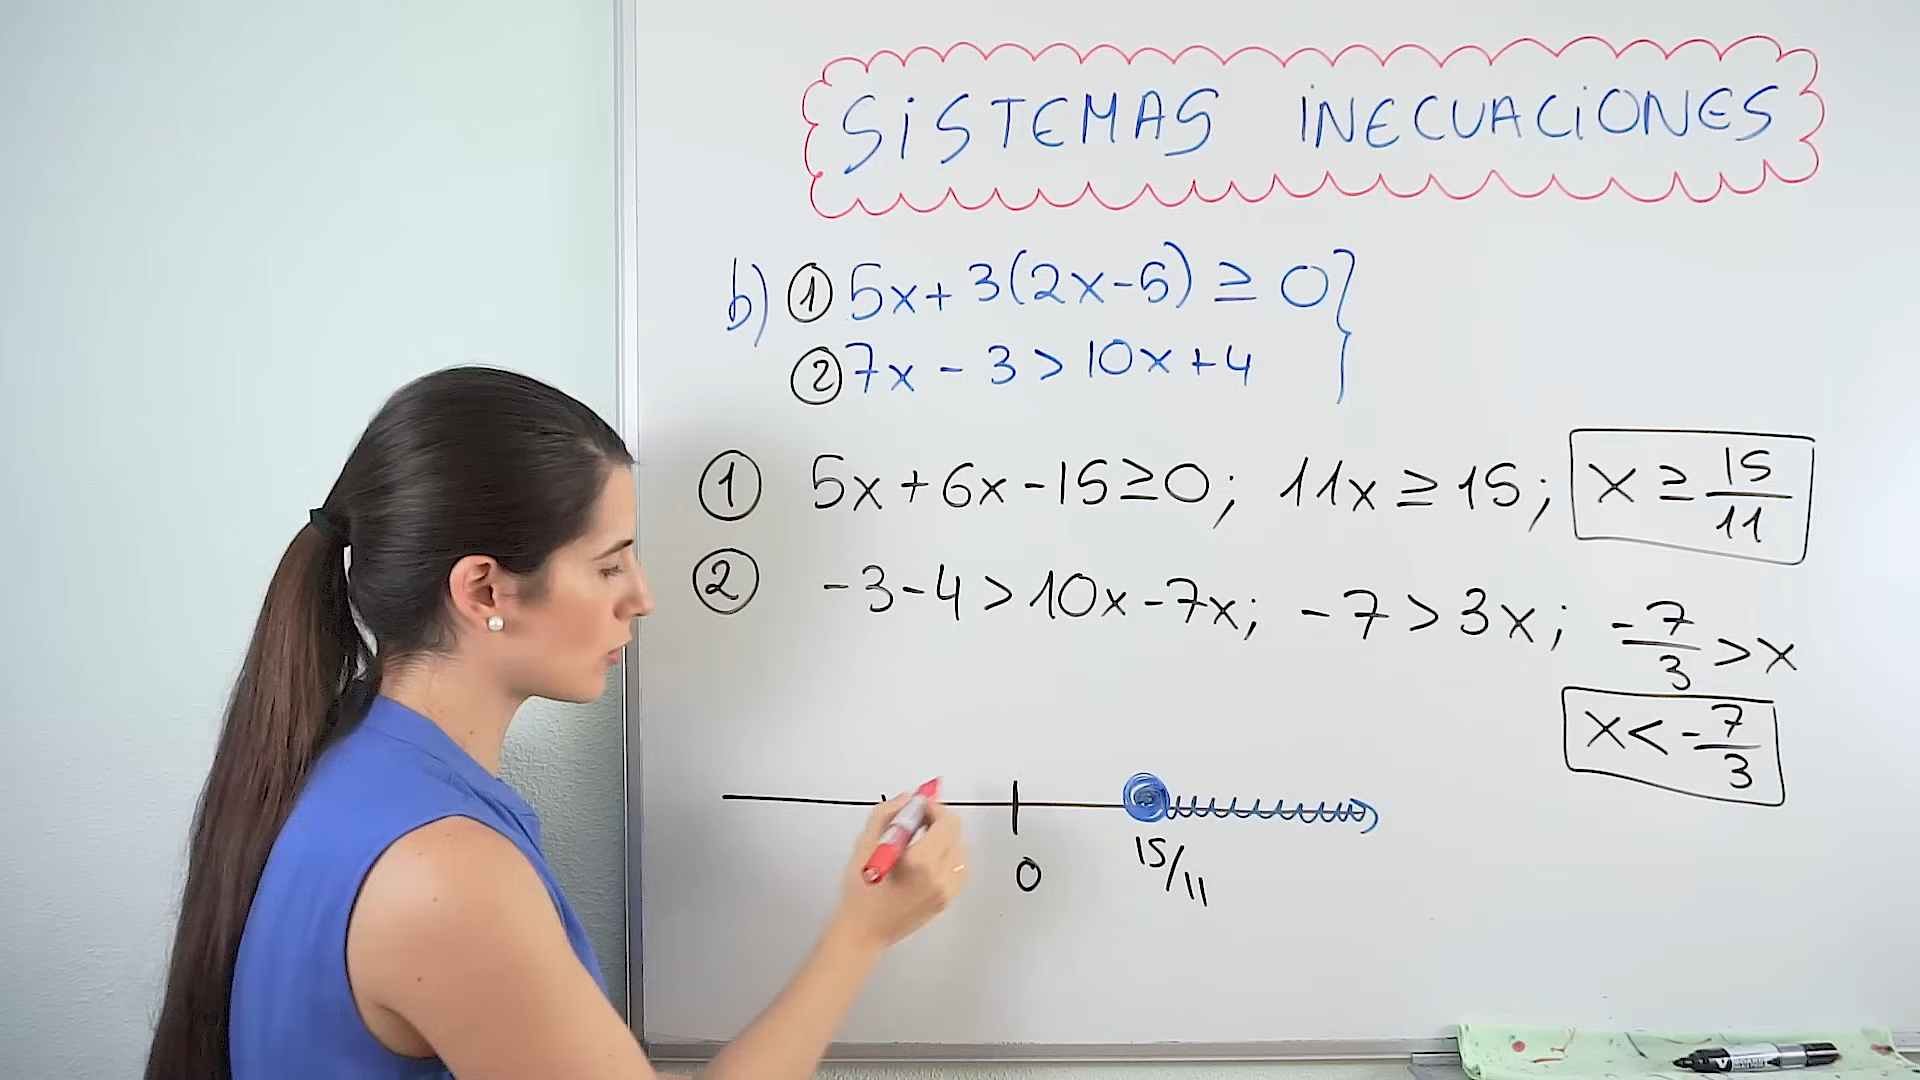 SiSTEMAS iNECUACiONES
b) ① 5x + 3(2x - 5) ≥ 0 }
② 7x - 3 > 10x + 4
① 5x + 6x - 15 ≥ 0; 11x ≥ 15; x ≥ 15/11
② -3 - 4 > 10x - 7x; -7 > 3x; -7/3 > x
x < -7/3
0 15/11